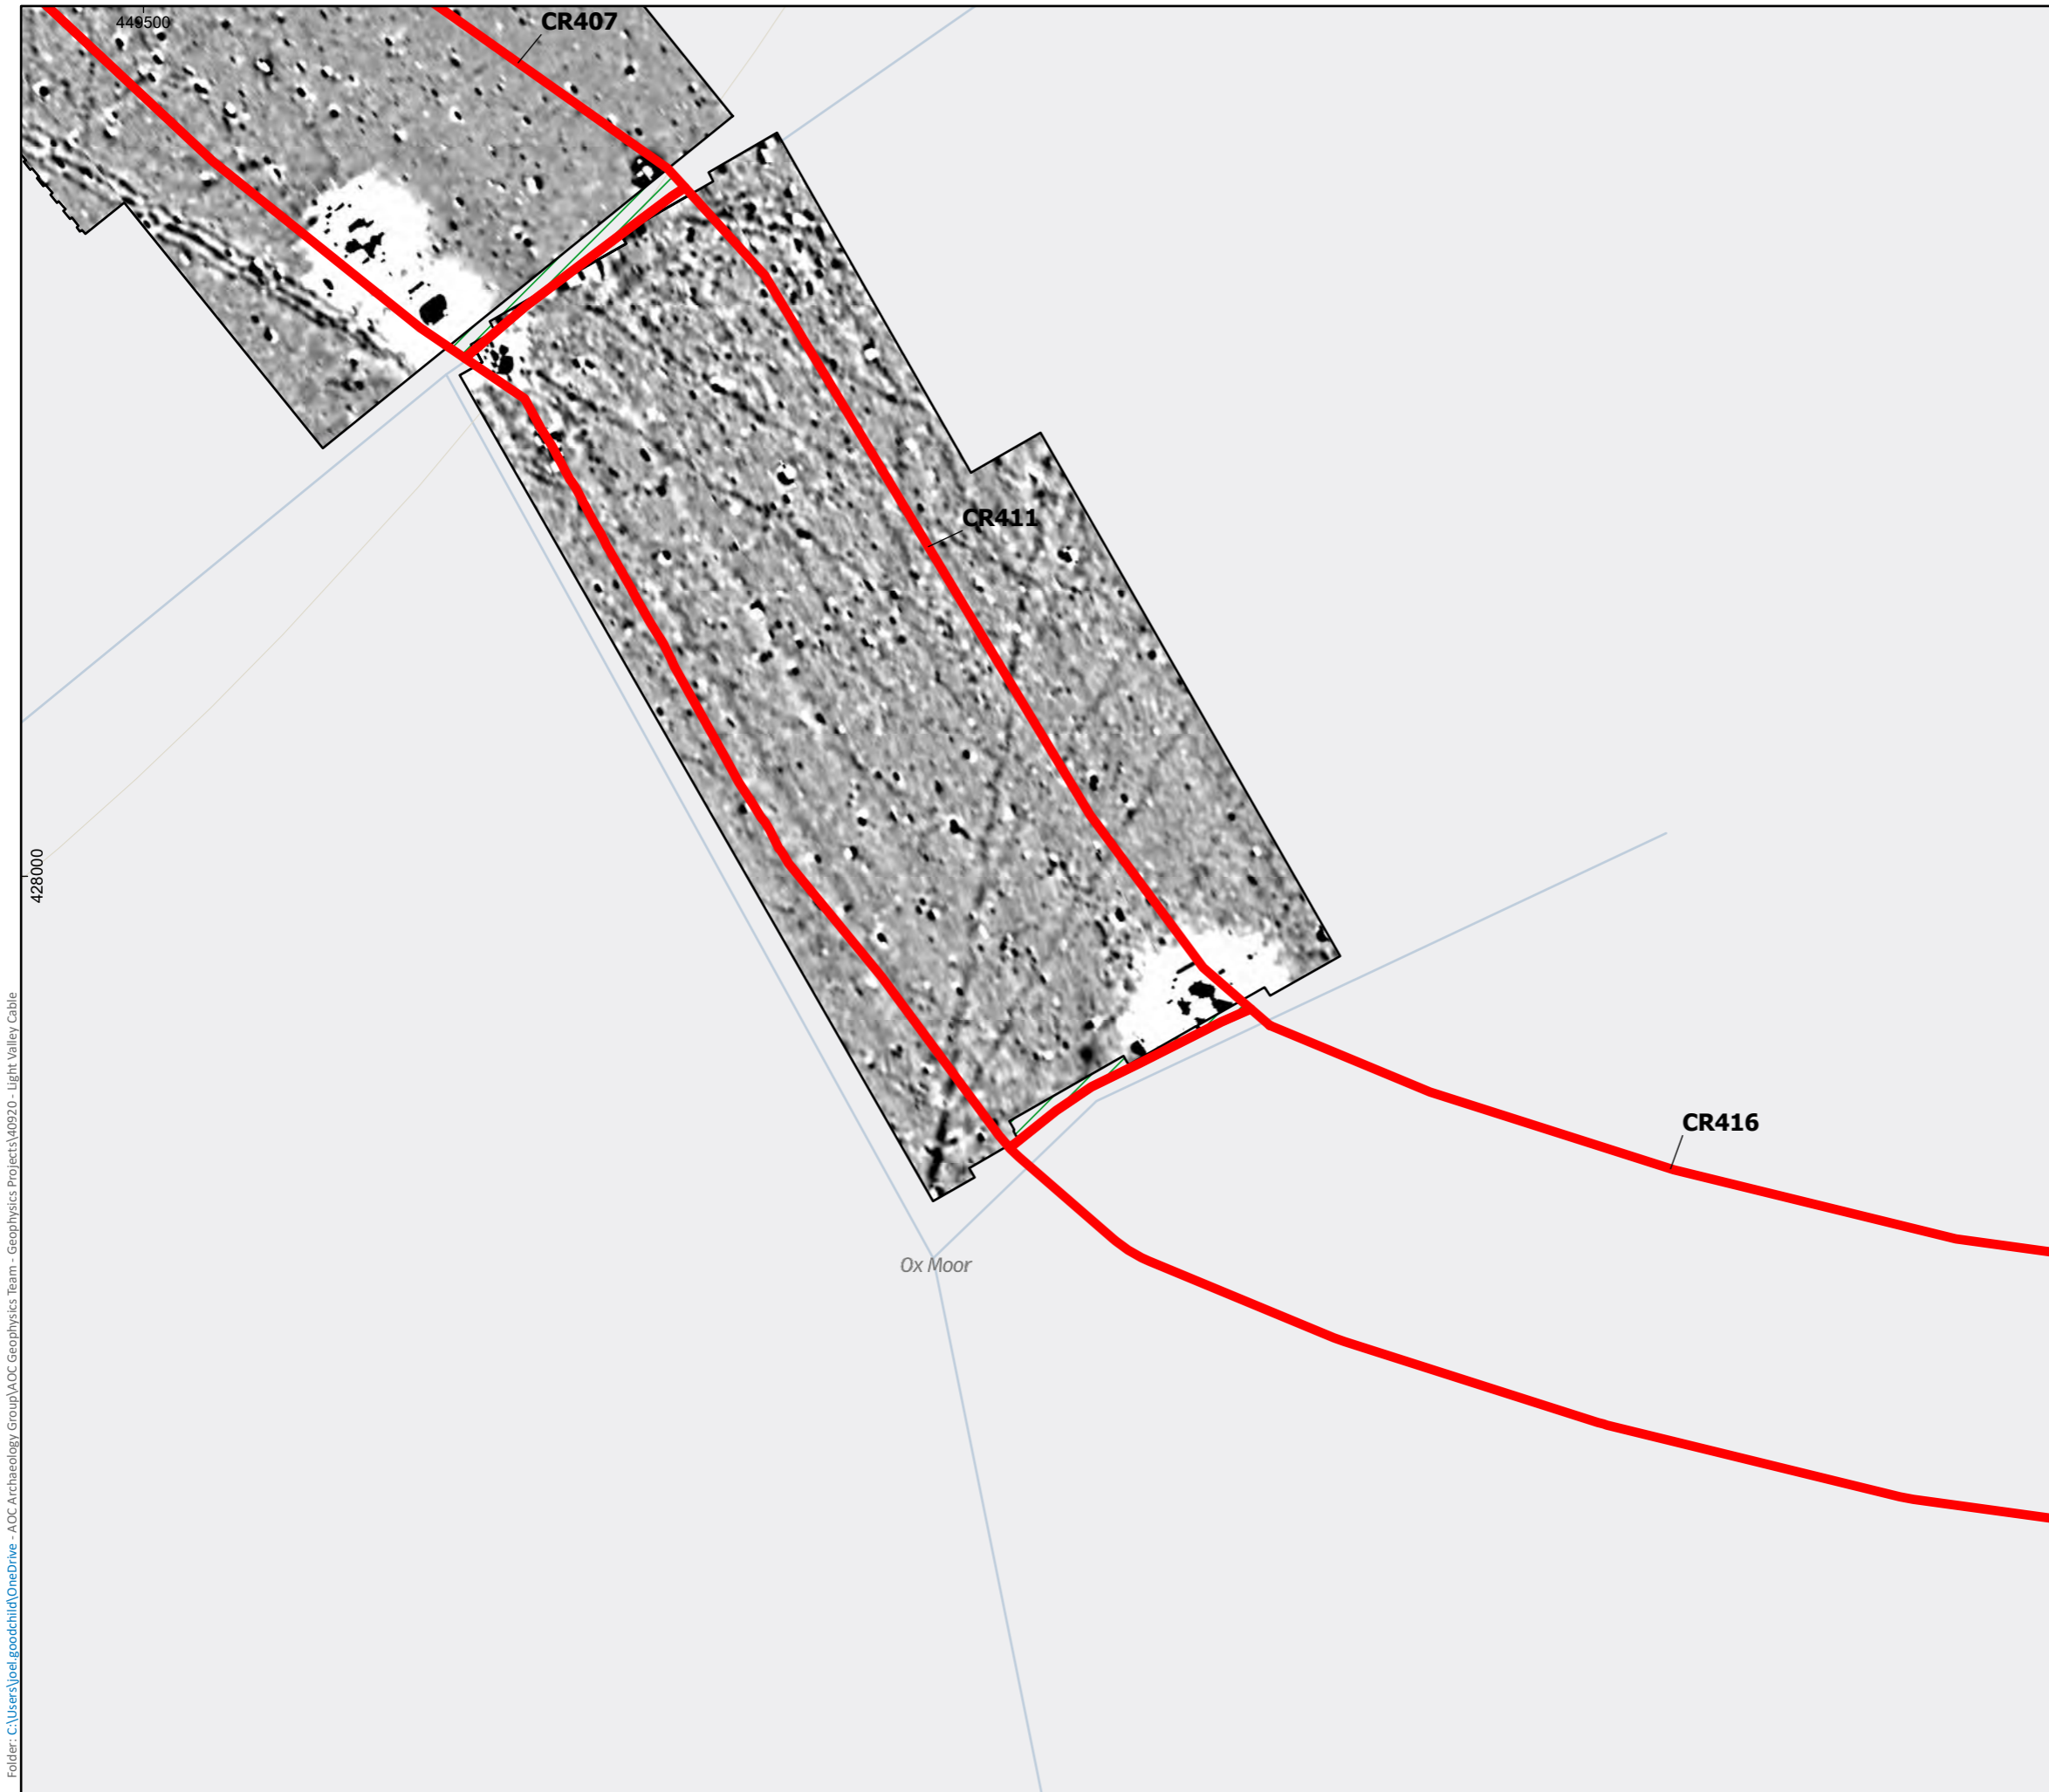 449500
CR407
CR411
428000
CR416
Ox Moor
Folder: C:\Users\joel.goodchild\OneDrive - AOC Archaeology Group\AOC Geophysics Team - Geophysics Projects\40920 - Light Valley Cable